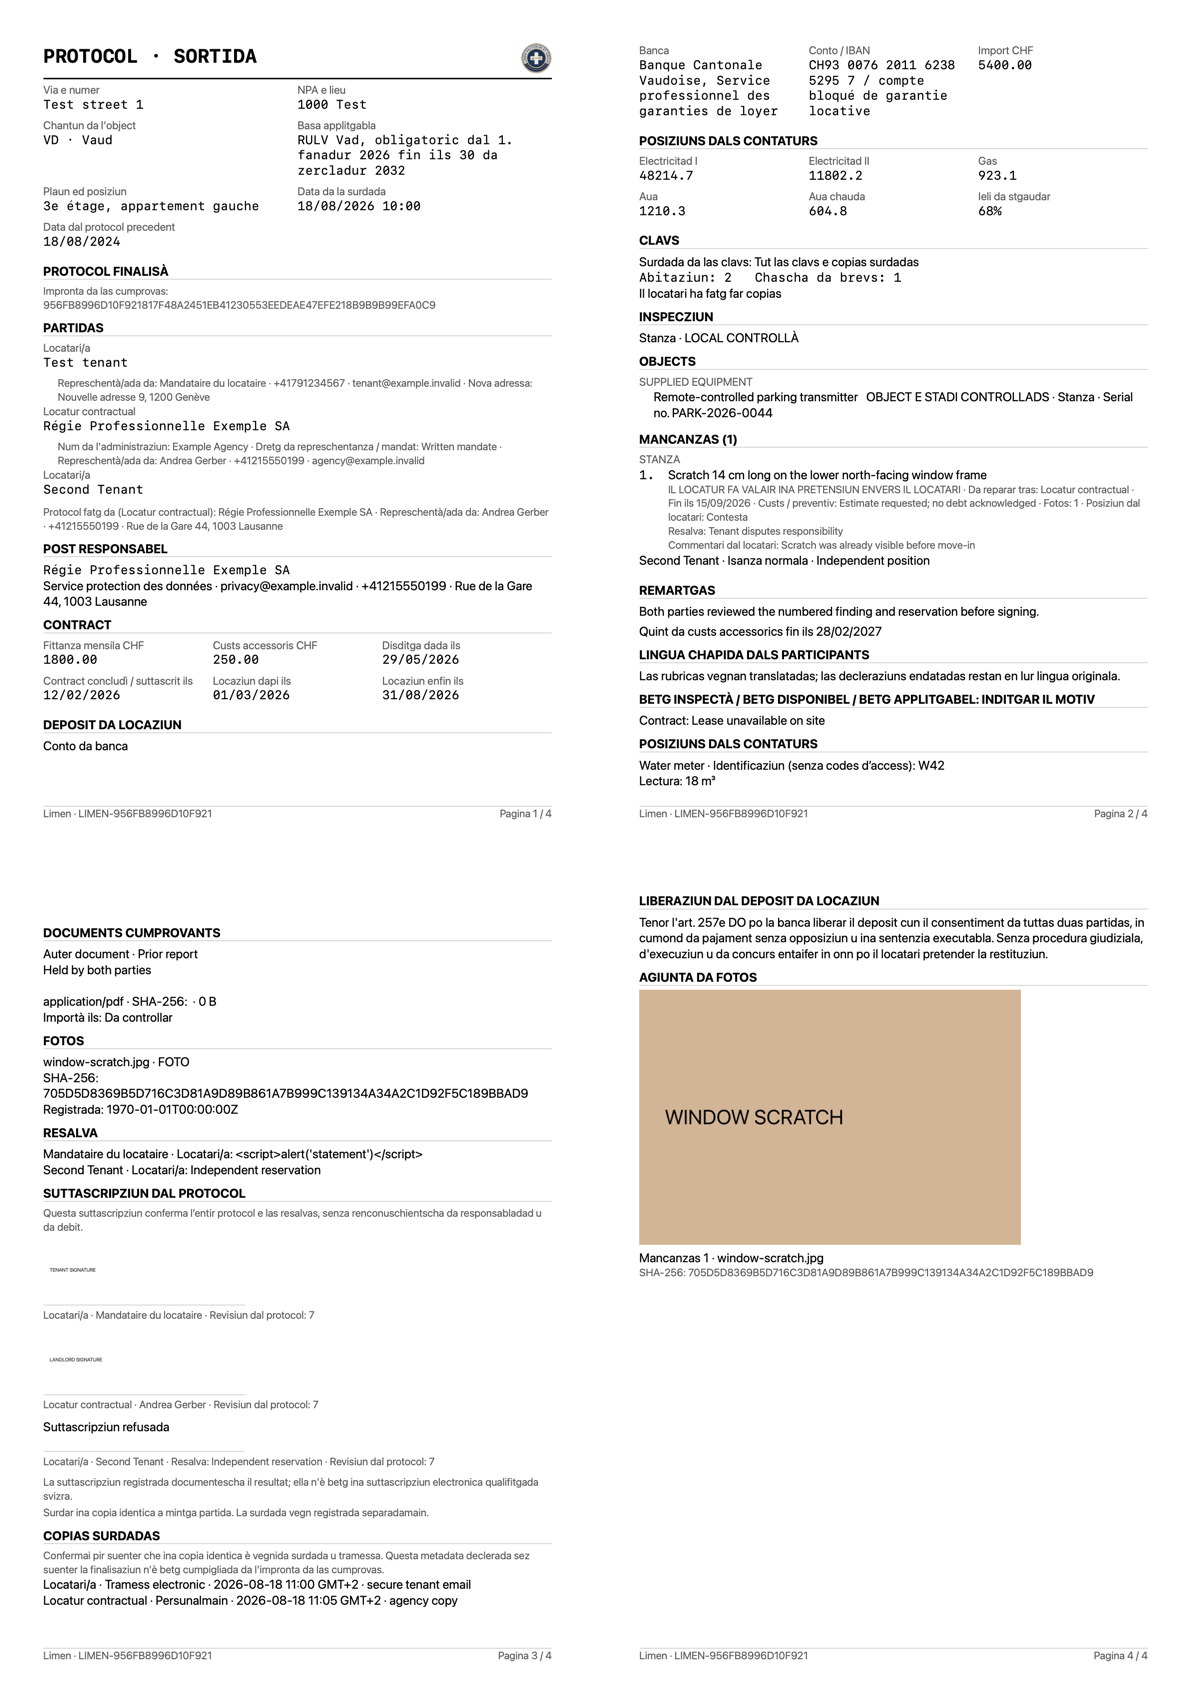 PROTOCOL · SORTIDA
Via e numer
Test street 1
NPA e lieu
1000 Test
Chantun da l'object
VD · Vaud
Basa applitgabla
RULV Vad, obligatoric dal 1.
fanadur 2026 fin ils 30 da
zercladur 2032
Plaun ed posiziun
3e étage, appartement gauche
Data da la surdada
18/08/2026 10:00
Data dal protocol precedent
18/08/2024
PROTOCOL FINALISÀ
Impronta da las cumprovas:
956FB8996D10F921817F48A2451EB41230553EEDEAE47EFE218B9B9B99EFA0C9
PARTIDAS
Locatari/a
Test tenant
Represchentà/ada da: Mandataire du locataire · +41791234567 · tenant@example.invalid · Nova adressa:
Nouvelle adresse 9, 1200 Genève
Locatur contractual
Régie Professionnelle Exemple SA
Num da l'administraziun: Example Agency · Dretg da represchentanza / mandat: Written mandate ·
Represchentà/ada da: Andrea Gerber · +41215550199 · agency@example.invalid
Locatari/a
Second Tenant
Protocol fatg da (Locatur contractual): Régie Professionnelle Exemple SA · Represchentà/ada da: Andrea Gerber
· +41215550199 · Rue de la Gare 44, 1003 Lausanne
POST RESPONSABEL
Régie Professionnelle Exemple SA
Service protection des données · privacy@example.invalid · +41215550199 · Rue de la Gare
44, 1003 Lausanne
CONTRACT
Fittanza mensila CHF
1800.00
Custs accessoris CHF
250.00
Disditga dada ils
29/05/2026
Contract concludì / suttascrit ils
12/02/2026
Locaziun dapi ils
01/03/2026
Locaziun enfin ils
31/08/2026
DEPOSIT DA LOCAZIUN
Conto da banca
Limen · LIMEN-956FB8996D10F921
Pagina 1 / 4
Banca
Banque Cantonale
Vaudoise, Service
professionnel des
garanties de loyer
Conto / IBAN
CH93 0076 2011 6238
5295 7 / compte
bloqué de garantie
locative
Import CHF
5400.00
POSIZIUNS DALS CONTATURS
Electricitad I
48214.7
Electricitad II
11802.2
Gas
923.1
Aua
1210.3
Aua chauda
604.8
Ieli da stgaudar
68%
CLAVS
Surdada da las clavs: Tut las clavs e copias surdadas
Abitaziun: 2 Chascha da brevs: 1
Il locatari ha fatg far copias
INSPECZIUN
Stanza · LOCAL CONTROLLÀ
OBJECTS
SUPPLIED EQUIPMENT
Remote-controlled parking transmitter OBJECT E STADI CONTROLLADS · Stanza · Serial
no. PARK-2026-0044
MANCANZAS (1)
STANZA
1. Scratch 14 cm long on the lower north-facing window frame
IL LOCATUR FA VALAIR INA PRETENSIUN ENVERS IL LOCATARI · Da reparar tras: Locatur contractual ·
Fin ils 15/09/2026 · Custs / preventiv: Estimate requested; no debt acknowledged · Fotos: 1 · Posiziun dal
locatari: Contesta
Resalva: Tenant disputes responsibility
Commentari dal locatari: Scratch was already visible before move-in
Second Tenant · Isanza normala · Independent position
REMARTGAS
Both parties reviewed the numbered finding and reservation before signing.
Quint da custs accessorics fin ils 28/02/2027
LINGUA CHAPIDA DALS PARTICIPANTS
Las rubricas vegnan translatadas; las decleraziuns endatadas restan en lur lingua originala.
BETG INSPECTÀ / BETG DISPONIBEL / BETG APPLITGABEL: INDITGAR IL MOTIV
Contract: Lease unavailable on site
POSIZIUNS DALS CONTATURS
Water meter · Identificaziun (senza codes d’access): W42
Lectura: 18 m³
Limen · LIMEN-956FB8996D10F921
Pagina 2 / 4
DOCUMENTS CUMPROVANTS
Auter document · Prior report
Held by both parties
application/pdf · SHA-256: · 0 B
Importà ils: Da controllar
FOTOS
window-scratch.jpg · FOTO
SHA-256:
705D5D8369B5D716C3D81A9D89B861A7B999C139134A34A2C1D92F5C189BBAD9
Registrada: 1970-01-01T00:00:00Z
RESALVA
Mandataire du locataire · Locatari/a: <script>alert('statement')</script>
Second Tenant · Locatari/a: Independent reservation
SUTTASCRIPZIUN DAL PROTOCOL
Questa suttascripziun conferma l’entir protocol e las resalvas, senza renconuschientscha da responsabladad u
da debit.
TENANT SIGNATURE
Locatari/a · Mandataire du locataire · Revisiun dal protocol: 7
LANDLORD SIGNATURE
Locatur contractual · Andrea Gerber · Revisiun dal protocol: 7
Suttascripziun refusada
Locatari/a · Second Tenant · Resalva: Independent reservation · Revisiun dal protocol: 7
La suttascripziun registrada documentescha il resultat; ella n'è betg ina suttascripziun electronica qualifitgada
svizra.
Surdar ina copia identica a mintga partida. La surdada vegn registrada separadamain.
COPIAS SURDADAS
Confermai pir suenter che ina copia identica è vegnida surdada u tramessa. Questa metadata declerada sez
suenter la finalisaziun n'è betg cumpigliada da l'impronta da las cumprovas.
Locatari/a · Tramess electronic · 2026-08-18 11:00 GMT+2 · secure tenant email
Locatur contractual · Persunalmain · 2026-08-18 11:05 GMT+2 · agency copy
Limen · LIMEN-956FB8996D10F921
Pagina 3 / 4
LIBERAZIUN DAL DEPOSIT DA LOCAZIUN
Tenor l'art. 257e DO po la banca liberar il deposit cun il consentiment da tuttas duas partidas, in
cumond da pajament senza opposiziun u ina sentenzia executabla. Senza procedura giudiziala,
d'execuziun u da concurs entaifer in onn po il locatari pretender la restituziun.
AGIUNTA DA FOTOS
WINDOW SCRATCH
Mancanzas 1 · window-scratch.jpg
SHA-256: 705D5D8369B5D716C3D81A9D89B861A7B999C139134A34A2C1D92F5C189BBAD9
Limen · LIMEN-956FB8996D10F921
Pagina 4 / 4